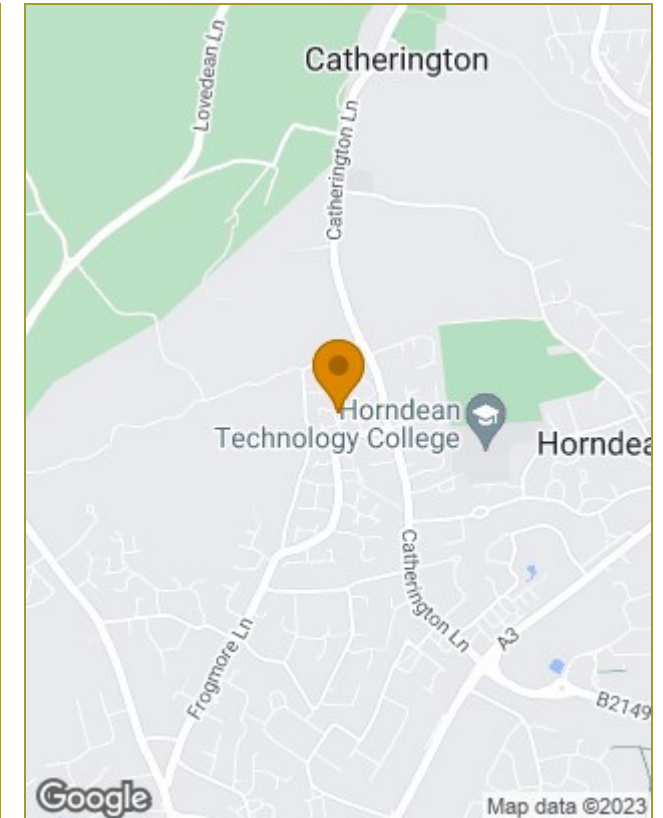 Catherington
Lovedean Ln
Catherington Ln
Horndean
Technology College
Horndea
Catherington Ln
A3
Frogmore Ln
B2149
Google
Map data ©2023